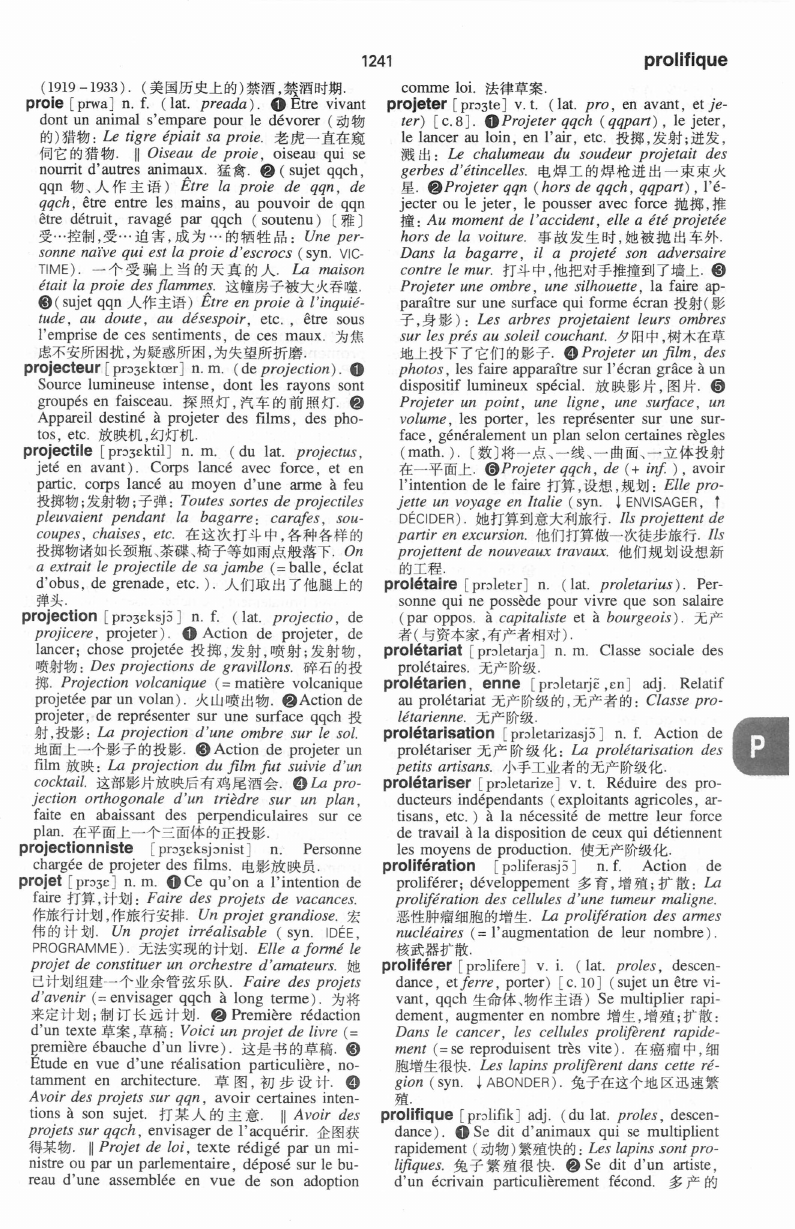 1241
prolifique
(1919－1933). (美国历史上的)禁酒,禁酒时期.
proie [prwa] n. f. (lat. preada). ❶ Être vivant
dont un animal s'empare pour le dévorer (动物
的)猎物: Le tigre épiait sa proie. 老虎一直在窥
伺它的猎物. ‖ Oiseau de proie, oiseau qui se
nourrit d'autres animaux. 猛禽. ❷ (sujet qqch,
qqn 物、人作主语) Être la proie de qqn, de
qqch, être entre les mains, au pouvoir de qqn
être détruit, ravagé par qqch (soutenu) [雅]
受…控制,受…迫害,成为…的牺牲品: Une per-
sonne naïve qui est la proie d'escrocs (syn. VIC-
TIME). 一个受骗上当的天真的人. La maison
était la proie des flammes. 这幢房子被大火吞噬.
❸ (sujet qqn 人作主语) Être en proie à l'inquié-
tude, au doute, au désespoir, etc., être sous
l'emprise de ces sentiments, de ces maux. 为焦
虑不安所困扰,为疑惑所困,为失望所折磨.
projecteur [prɔʒɛktœr] n. m. (de projection). ❶
Source lumineuse intense, dont les rayons sont
groupés en faisceau. 探照灯,汽车的前照灯. ❷
Appareil destiné à projeter des films, des pho-
tos, etc. 放映机,幻灯机.
projectile [prɔʒɛktil] n. m. (du lat. projectus,
jeté en avant). Corps lancé avec force, et en
partic. corps lancé au moyen d'une arme à feu
投掷物;发射物;子弹: Toutes sortes de projectiles
pleuvaient pendant la bagarre: carafes, sou-
coupes, chaises, etc. 在这次打斗中,各种各样的
投掷物诸如长颈瓶、茶碟、椅子等如雨点般落下. On
a extrait le projectile de sa jambe (= balle, éclat
d'obus, de grenade, etc.). 人们取出了他腿上的
弹头.
projection [prɔʒɛksjɔ̃] n. f. (lat. projectio, de
projicere, projeter). ❶ Action de projeter, de
lancer; chose projetée 投掷,发射,喷射;发射物,
喷射物: Des projections de gravillons. 碎石的投
掷. Projection volcanique (= matière volcanique
projetée par un volan). 火山喷出物. ❷Action de
projeter, de représenter sur une surface qqch 投
射,投影: La projection d'une ombre sur le sol.
地面上一个影子的投影. ❸ Action de projeter un
film 放映: La projection du film fut suivie d'un
cocktail. 这部影片放映后有鸡尾酒会. ❹ La pro-
jection orthogonale d'un trièdre sur un plan,
faite en abaissant des perpendiculaires sur ce
plan. 在平面上一个三面体的正投影.
projectionniste [prɔʒɛksjɔnist] n. Personne
chargée de projeter des films. 电影放映员.
projet [prɔʒɛ] n. m. ❶Ce qu'on a l'intention de
faire 打算,计划: Faire des projets de vacances.
作旅行计划,作旅行安排. Un projet grandiose. 宏
伟的计划. Un projet irréalisable (syn. IDÉE,
PROGRAMME). 无法实现的计划. Elle a formé le
projet de constituer un orchestre d'amateurs. 她
已计划组建一个业余管弦乐队. Faire des projets
d'avenir (= envisager qqch à long terme). 为将
来定计划;制订长远计划. ❷ Première rédaction
d'un texte 草案,草稿: Voici un projet de livre (=
première ébauche d'un livre). 这是书的草稿. ❸
Étude en vue d'une réalisation particulière, no-
tamment en architecture. 草图,初步设计. ❹
Avoir des projets sur qqn, avoir certaines inten-
tions à son sujet. 打某人的主意. ‖ Avoir des
projets sur qqch, envisager de l'acquérir. 企图获
得某物. ‖ Projet de loi, texte rédigé par un mi-
nistre ou par un parlementaire, déposé sur le bu-
reau d'une assemblée en vue de son adoption
comme loi. 法律草案.
projeter [prɔʒte] v. t. (lat. pro, en avant, et je-
ter) [c. 8]. ❶Projeter qqch (qqpart), le jeter,
le lancer au loin, en l'air, etc. 投掷,发射;迸发,
溅出: Le chalumeau du soudeur projetait des
gerbes d'étincelles. 电焊工的焊枪迸出一束束火
星. ❷Projeter qqn (hors de qqch, qqpart), l'é-
jecter ou le jeter, le pousser avec force 抛掷,推
撞: Au moment de l'accident, elle a été projetée
hors de la voiture. 事故发生时,她被抛出车外.
Dans la bagarre, il a projeté son adversaire
contre le mur. 打斗中,他把对手推撞到了墙上. ❸
Projeter une ombre, une silhouette, la faire ap-
paraître sur une surface qui forme écran 投射(影
子,身影): Les arbres projetaient leurs ombres
sur les prés au soleil couchant. 夕阳中,树木在草
地上投下了它们的影子. ❹ Projeter un film, des
photos, les faire apparaître sur l'écran grâce à un
dispositif lumineux spécial. 放映影片,图片. ❺
Projeter un point, une ligne, une surface, un
volume, les porter, les représenter sur une sur-
face, généralement un plan selon certaines règles
(math.). [数]将一点、一线、一曲面、一立体投射
在一平面上. ❻Projeter qqch, de (+ inf.), avoir
l'intention de le faire 打算,设想,规划: Elle pro-
jette un voyage en Italie (syn. ↓ENVISAGER, ↑
DÉCIDER). 她打算到意大利旅行. Ils projettent de
partir en excursion. 他们打算做一次徒步旅行. Ils
projettent de nouveaux travaux. 他们规划设想新
的工程.
prolétaire [prɔletɛr] n. (lat. proletarius). Per-
sonne qui ne possède pour vivre que son salaire
(par oppos. à capitaliste et à bourgeois). 无产
者(与资本家,有产者相对).
prolétariat [prɔletarja] n. m. Classe sociale des
prolétaires. 无产阶级.
prolétarien, enne [prɔletarjɛ̃,ɛn] adj. Relatif
au prolétariat 无产阶级的,无产者的: Classe pro-
létarienne. 无产阶级.
prolétarisation [prɔletarizasjɔ̃] n. f. Action de
prolétariser 无产阶级化: La prolétarisation des
petits artisans. 小手工业者的无产阶级化.
P
prolétariser [prɔletarize] v. t. Réduire des pro-
ducteurs indépendants (exploitants agricoles, ar-
tisans, etc.) à la nécessité de mettre leur force
de travail à la disposition de ceux qui détiennent
les moyens de production. 使无产阶级化.
prolifération [pɔliferasjɔ̃] n. f. Action de
proliférer; développement 多育,增殖;扩散: La
prolifération des cellules d'une tumeur maligne.
恶性肿瘤细胞的增生. La prolifération des armes
nucléaires (= l'augmentation de leur nombre).
核武器扩散.
proliférer [prɔlifere] v. i. (lat. proles, descen-
dance, et ferre, porter) [c. 10] (sujet un être vi-
vant, qqch 生命体、物作主语) Se multiplier rapi-
dement, augmenter en nombre 增生,增殖;扩散:
Dans le cancer, les cellules prolifèrent rapide-
ment (= se reproduisent très vite). 在癌瘤中,细
胞增生很快. Les lapins prolifèrent dans cette ré-
gion (syn. ↓ABONDER). 兔子在这个地区迅速繁
殖.
prolifique [prɔlifik] adj. (du lat. proles, descen-
dance). ❶ Se dit d'animaux qui se multiplient
rapidement (动物)繁殖快的: Les lapins sont pro-
lifiques. 兔子繁殖很快. ❷ Se dit d'un artiste,
d'un écrivain particulièrement fécond. 多产的